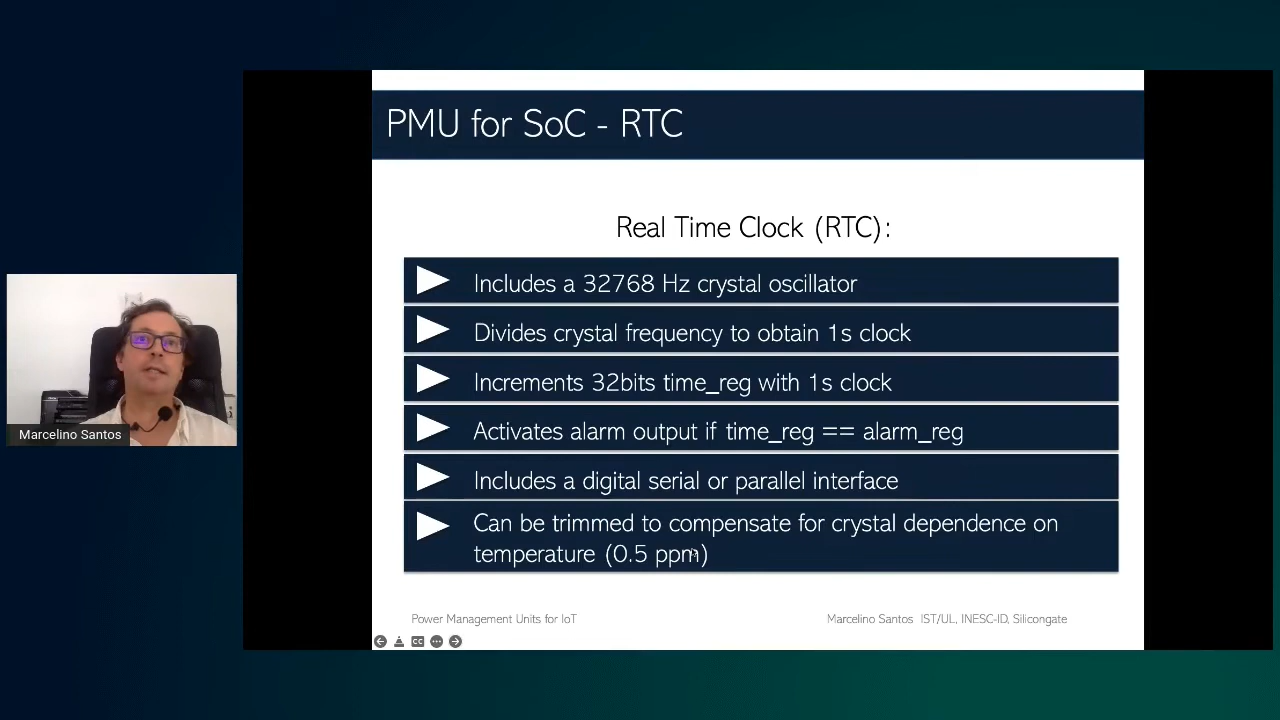 PMU for SoC - RTC
Real Time Clock (RTC):
Includes a 32768 Hz crystal oscillator
Divides crystal frequency to obtain 1s clock
Increments 32bits time_reg with 1s clock
Activates alarm output if time_reg == alarm_reg
Includes a digital serial or parallel interface
Can be trimmed to compensate for crystal dependence on
temperature (0.5 ppm)
Marcelino Santos
Power Management Units for IoT
Marcelino Santos IST/UL, INESC-ID, Silicongate
CC